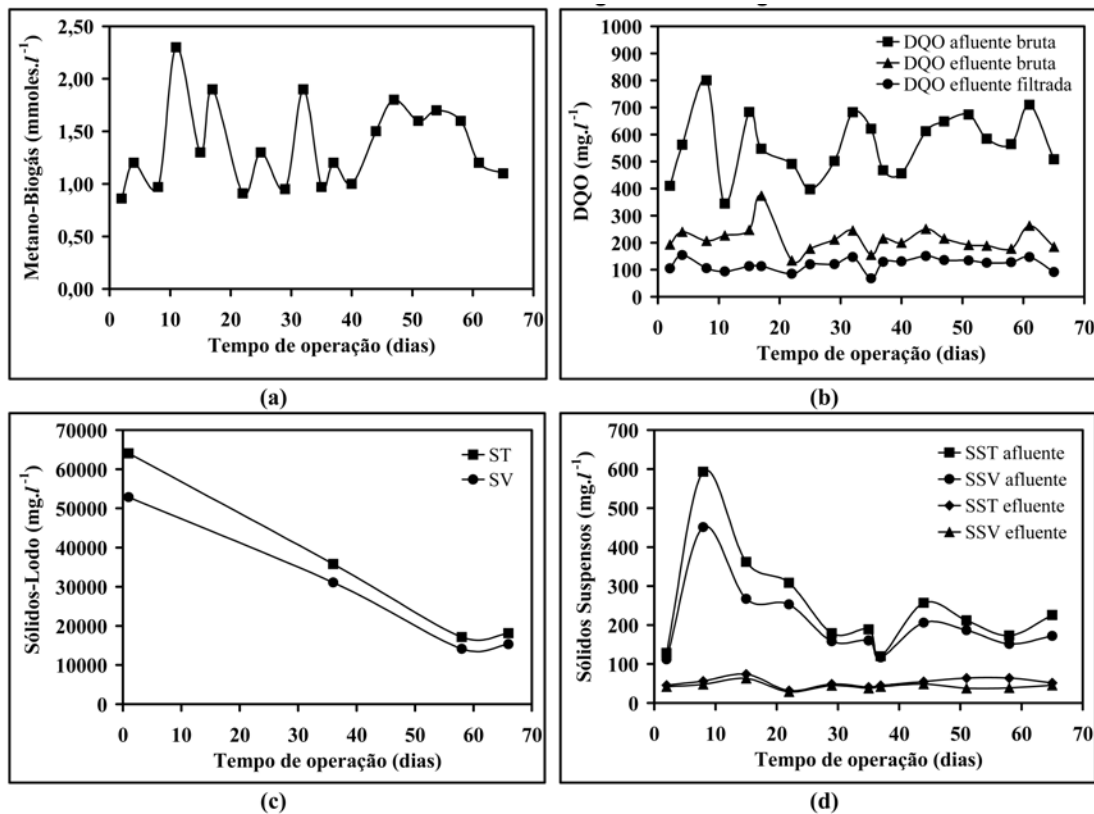 Metano-Biogás (mmoles.l⁻¹)
2,50
2,00
1,50
1,00
0,50
0,00
0 10 20 30 40 50 60 70
Tempo de operação (dias)
(a)
DQO (mg.l⁻¹)
1000
900
800
700
600
500
400
300
200
100
0
DQO afluente bruta
DQO efluente bruta
DQO efluente filtrada
0 10 20 30 40 50 60 70
Tempo de operação (dias)
(b)
Sólidos-Lodo (mg.l⁻¹)
70000
60000
50000
40000
30000
20000
10000
0
ST
SV
0 10 20 30 40 50 60 70
Tempo de operação (dias)
(c)
Sólidos Suspensos (mg.l⁻¹)
700
600
500
400
300
200
100
0
SST afluente
SSV afluente
SST efluente
SSV efluente
0 10 20 30 40 50 60 70
Tempo de operação (dias)
(d)